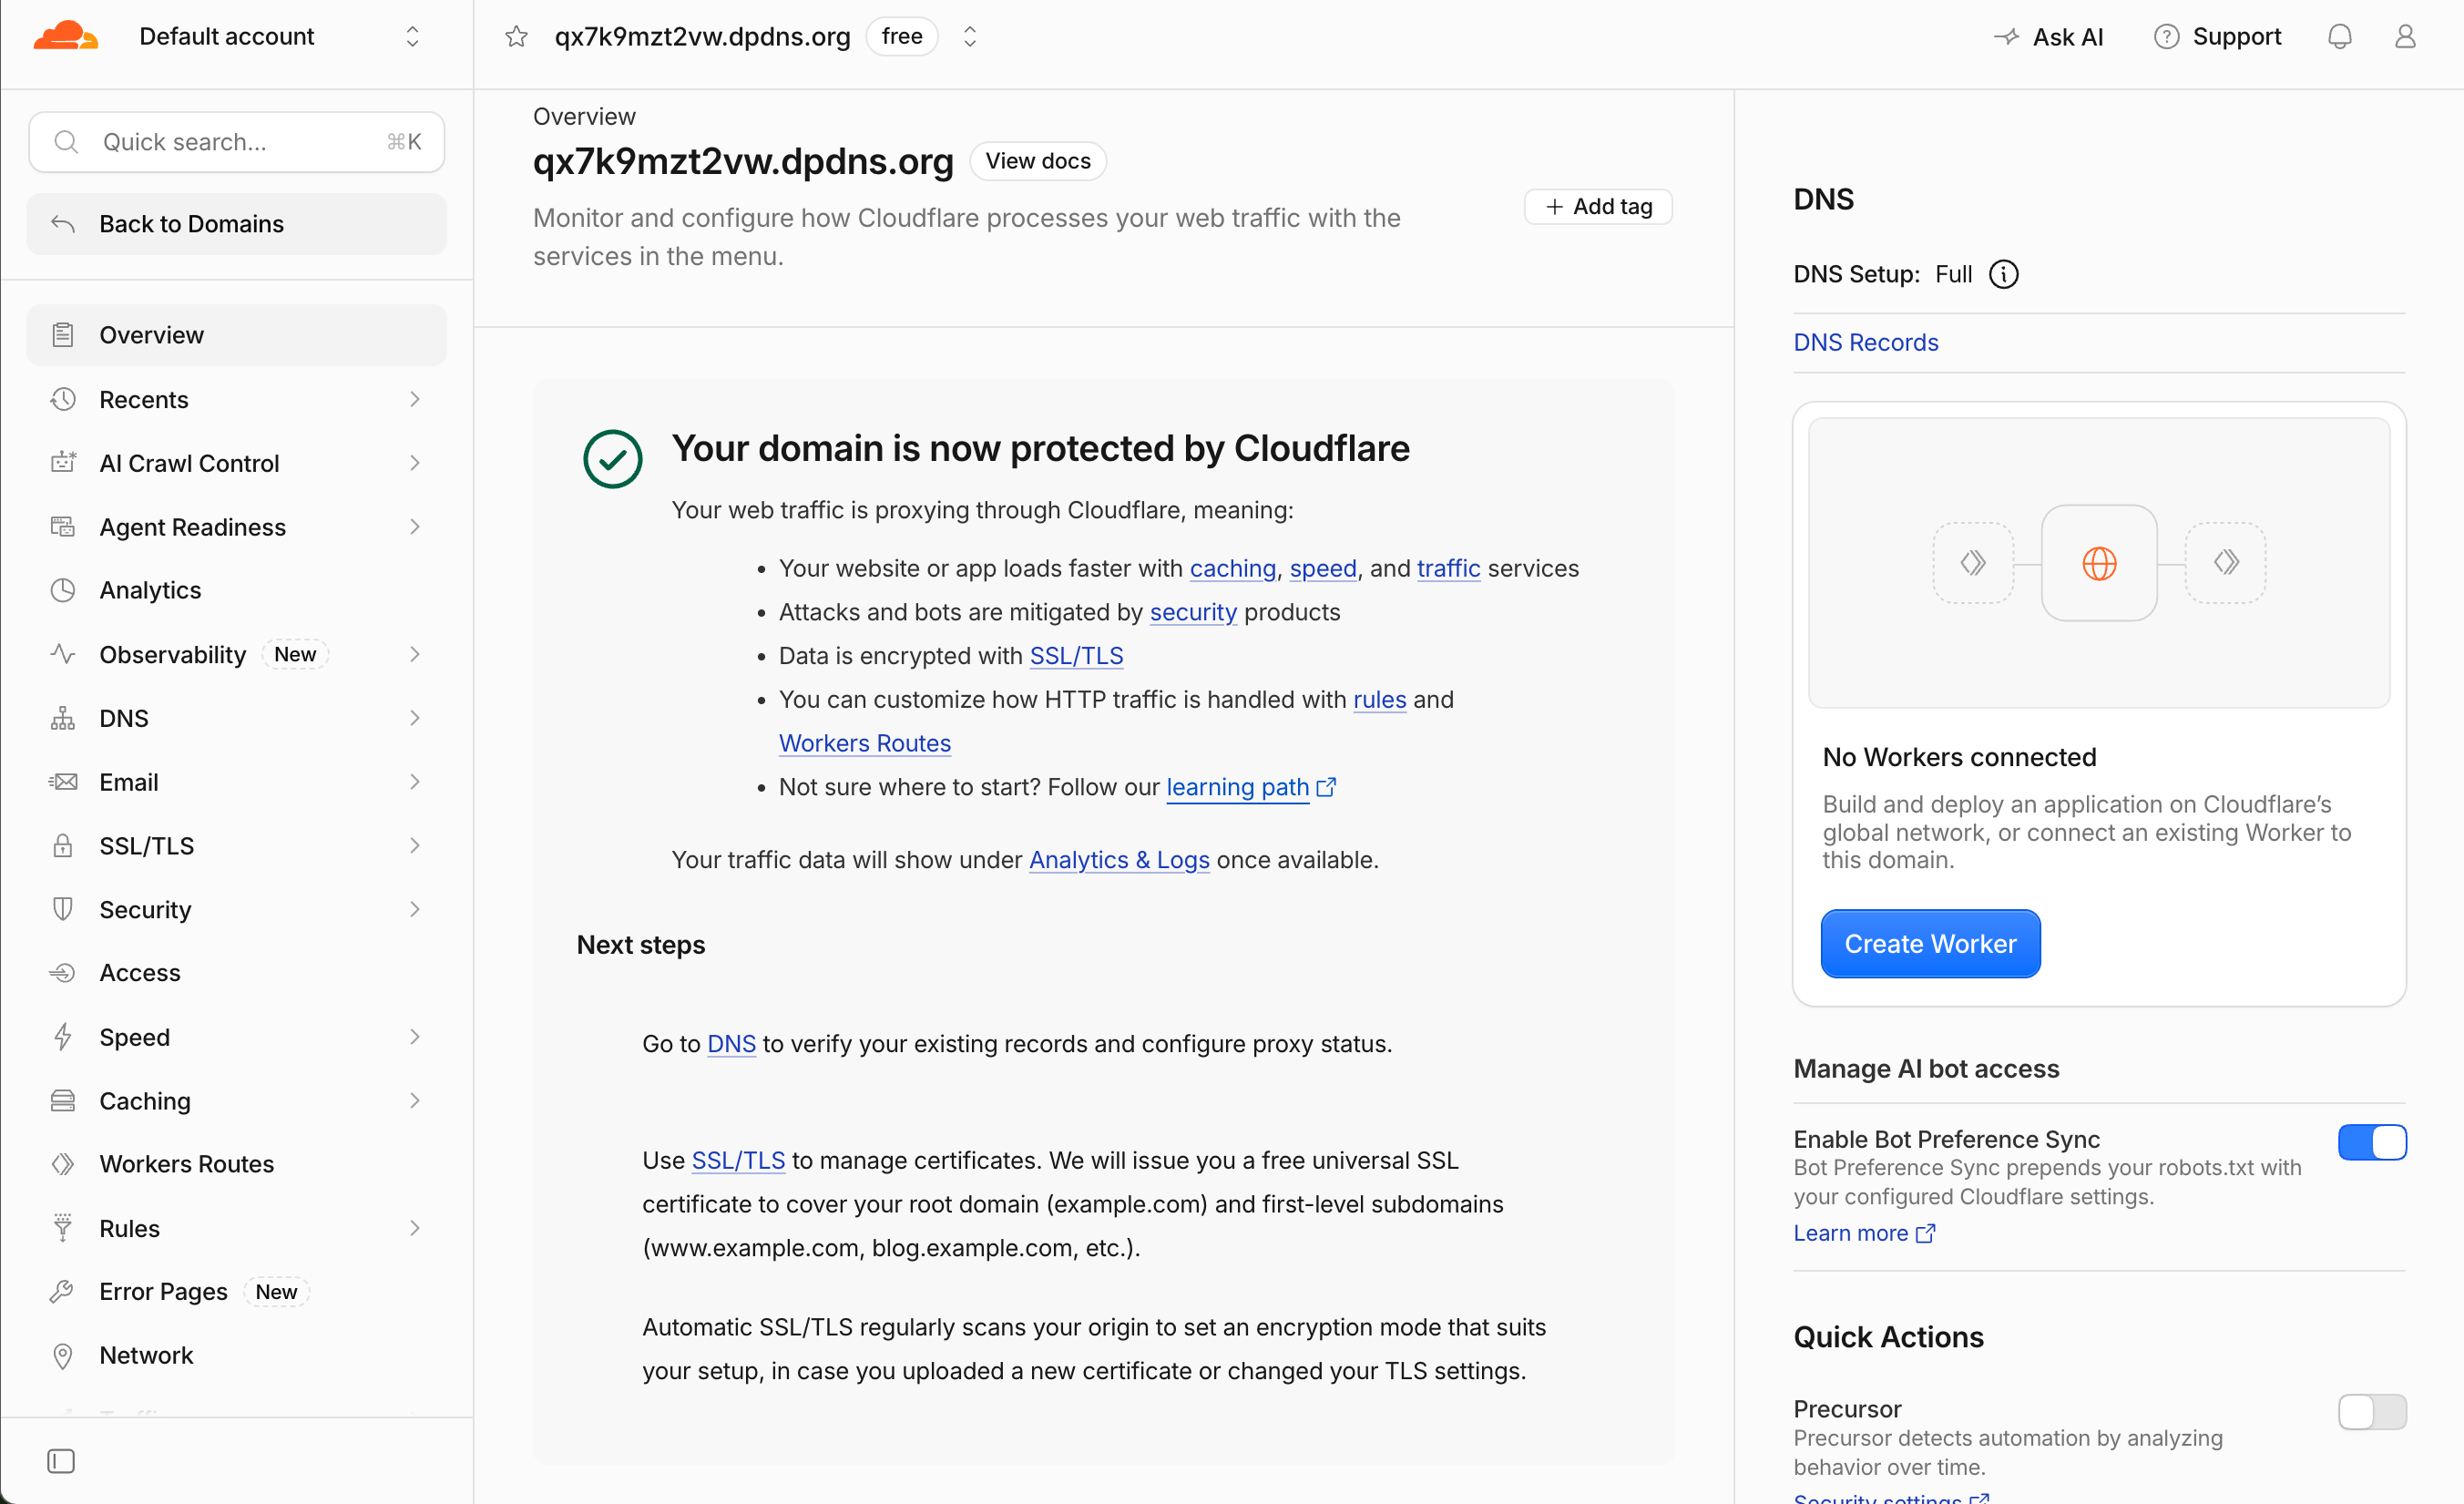 Default account
qx7k9mzt2vw.dpdns.org free
Ask AI
Support
Quick search...
⌘K
Back to Domains
Overview
Recents
AI Crawl Control
Agent Readiness
Analytics
Observability New
DNS
Email
SSL/TLS
Security
Access
Speed
Caching
Workers Routes
Rules
Error Pages New
Network
Overview
qx7k9mzt2vw.dpdns.org View docs
Monitor and configure how Cloudflare processes your web traffic with the
services in the menu.
+ Add tag
Your domain is now protected by Cloudflare
Your web traffic is proxying through Cloudflare, meaning:
• Your website or app loads faster with caching, speed, and traffic services
• Attacks and bots are mitigated by security products
• Data is encrypted with SSL/TLS
• You can customize how HTTP traffic is handled with rules and
Workers Routes
• Not sure where to start? Follow our learning path
Your traffic data will show under Analytics & Logs once available.
Next steps
Go to DNS to verify your existing records and configure proxy status.
Use SSL/TLS to manage certificates. We will issue you a free universal SSL
certificate to cover your root domain (example.com) and first-level subdomains
(www.example.com, blog.example.com, etc.).
Automatic SSL/TLS regularly scans your origin to set an encryption mode that suits
your setup, in case you uploaded a new certificate or changed your TLS settings.
DNS
DNS Setup: Full
DNS Records
No Workers connected
Build and deploy an application on Cloudflare's
global network, or connect an existing Worker to
this domain.
Create Worker
Manage AI bot access
Enable Bot Preference Sync
Bot Preference Sync prepends your robots.txt with
your configured Cloudflare settings.
Learn more
Quick Actions
Precursor
Precursor detects automation by analyzing
behavior over time.
Security settings